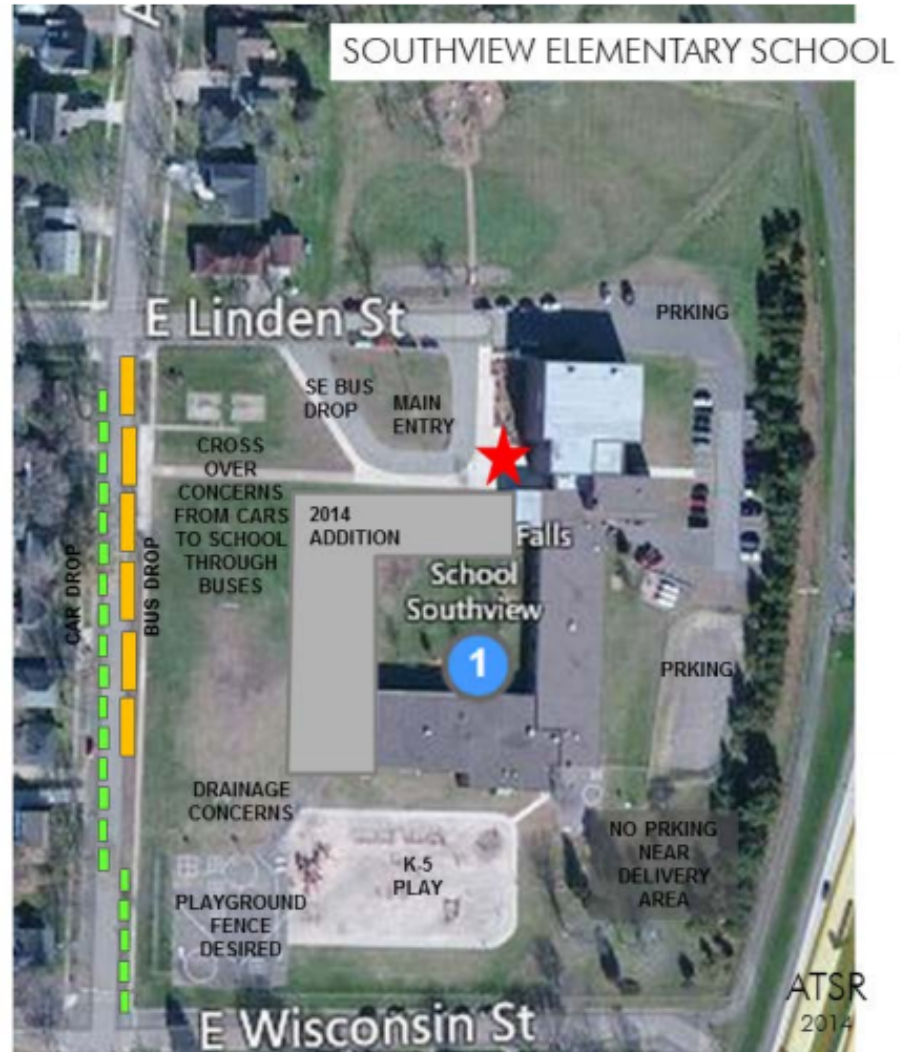 SOUTHVIEW ELEMENTARY SCHOOL
A
E Linden St
PRKING
SE BUS
DROP
MAIN
ENTRY
CROSS
OVER
CONCERNS
FROM CARS
TO SCHOOL
THROUGH
BUSES
2014
ADDITION
Falls
School
Southview
1
CAR DROP
BUS DROP
PRKING
DRAINAGE
CONCERNS
K-5
PLAY
NO PRKING
NEAR
DELIVERY
AREA
PLAYGROUND
FENCE
DESIRED
E Wisconsin St
ATSR
2014